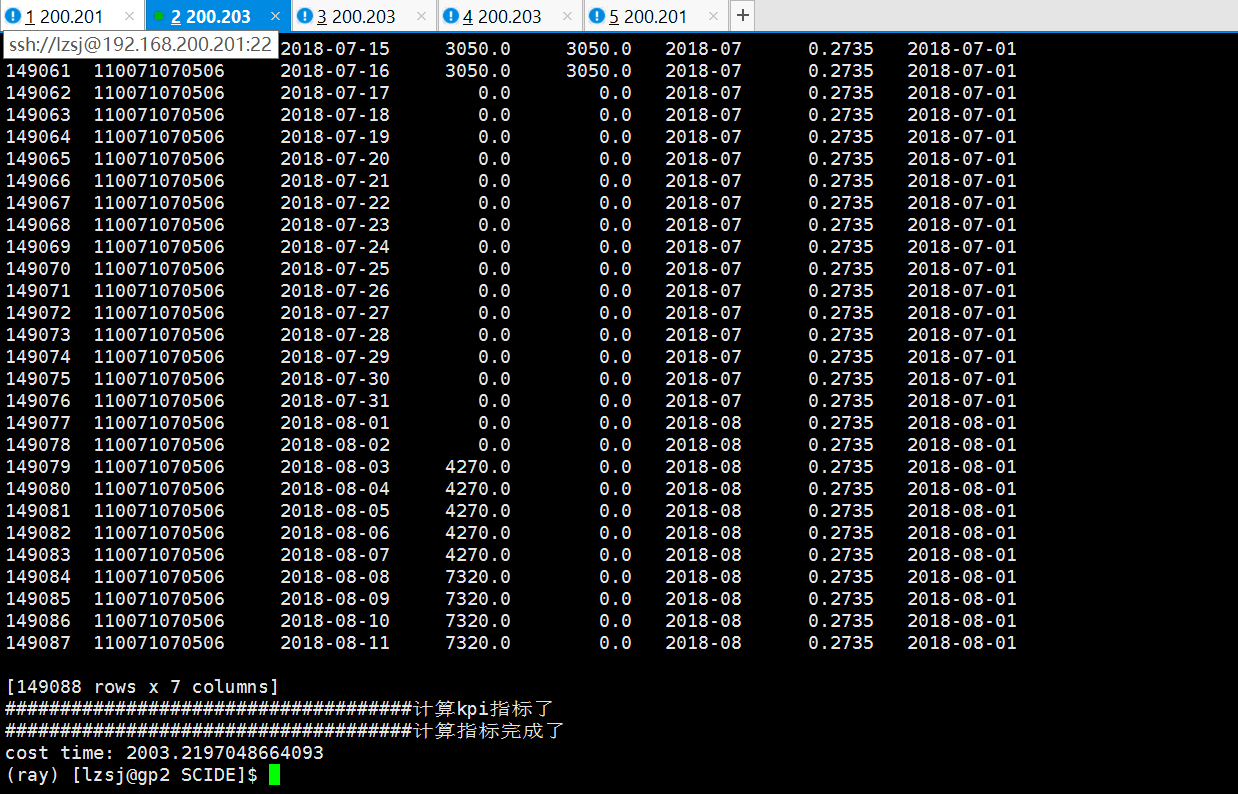 1 200.201 × 2 200.203 × 3 200.203 × 4 200.203 × 5 200.201 × +
ssh://lzsj@192.168.200.201:22 2018-07-15 3050.0 3050.0 2018-07 0.2735 2018-07-01
149061 110071070506 2018-07-16 3050.0 3050.0 2018-07 0.2735 2018-07-01
149062 110071070506 2018-07-17 0.0 0.0 2018-07 0.2735 2018-07-01
149063 110071070506 2018-07-18 0.0 0.0 2018-07 0.2735 2018-07-01
149064 110071070506 2018-07-19 0.0 0.0 2018-07 0.2735 2018-07-01
149065 110071070506 2018-07-20 0.0 0.0 2018-07 0.2735 2018-07-01
149066 110071070506 2018-07-21 0.0 0.0 2018-07 0.2735 2018-07-01
149067 110071070506 2018-07-22 0.0 0.0 2018-07 0.2735 2018-07-01
149068 110071070506 2018-07-23 0.0 0.0 2018-07 0.2735 2018-07-01
149069 110071070506 2018-07-24 0.0 0.0 2018-07 0.2735 2018-07-01
149070 110071070506 2018-07-25 0.0 0.0 2018-07 0.2735 2018-07-01
149071 110071070506 2018-07-26 0.0 0.0 2018-07 0.2735 2018-07-01
149072 110071070506 2018-07-27 0.0 0.0 2018-07 0.2735 2018-07-01
149073 110071070506 2018-07-28 0.0 0.0 2018-07 0.2735 2018-07-01
149074 110071070506 2018-07-29 0.0 0.0 2018-07 0.2735 2018-07-01
149075 110071070506 2018-07-30 0.0 0.0 2018-07 0.2735 2018-07-01
149076 110071070506 2018-07-31 0.0 0.0 2018-07 0.2735 2018-07-01
149077 110071070506 2018-08-01 0.0 0.0 2018-08 0.2735 2018-08-01
149078 110071070506 2018-08-02 0.0 0.0 2018-08 0.2735 2018-08-01
149079 110071070506 2018-08-03 4270.0 0.0 2018-08 0.2735 2018-08-01
149080 110071070506 2018-08-04 4270.0 0.0 2018-08 0.2735 2018-08-01
149081 110071070506 2018-08-05 4270.0 0.0 2018-08 0.2735 2018-08-01
149082 110071070506 2018-08-06 4270.0 0.0 2018-08 0.2735 2018-08-01
149083 110071070506 2018-08-07 4270.0 0.0 2018-08 0.2735 2018-08-01
149084 110071070506 2018-08-08 7320.0 0.0 2018-08 0.2735 2018-08-01
149085 110071070506 2018-08-09 7320.0 0.0 2018-08 0.2735 2018-08-01
149086 110071070506 2018-08-10 7320.0 0.0 2018-08 0.2735 2018-08-01
149087 110071070506 2018-08-11 7320.0 0.0 2018-08 0.2735 2018-08-01
[149088 rows x 7 columns]
#####################################计算kpi指标了
#####################################计算指标完成了
cost time: 2003.2197048664093
(ray) [lzsj@gp2 SCIDE]$